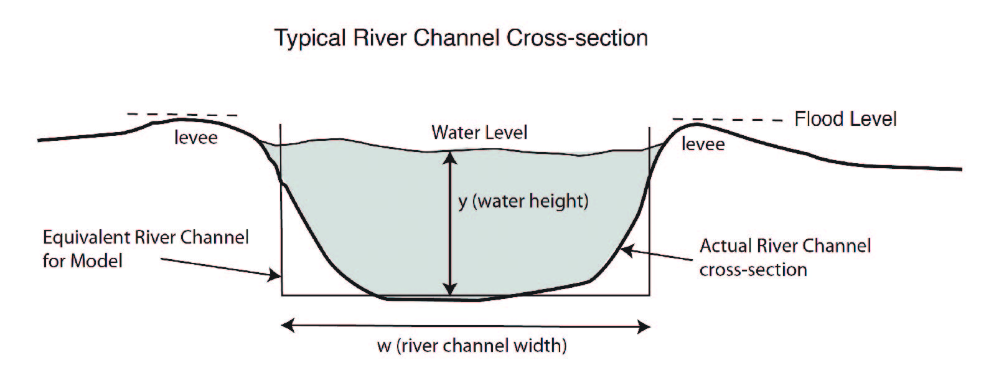 Typical River Channel Cross-section
Flood Level
levee
Water Level
levee
y (water height)
Equivalent River Channel
for Model
Actual River Channel
cross-section
w (river channel width)